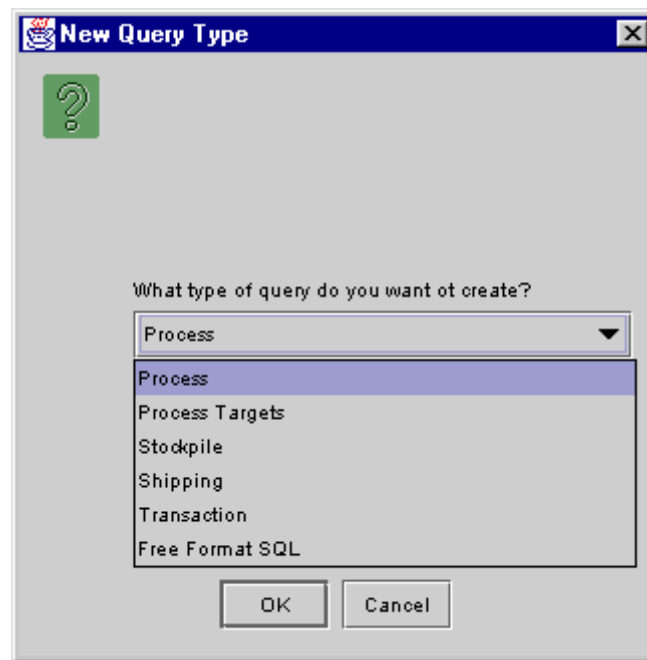 New Query Type
What type of query do you want ot create?
Process
Process
Process Targets
Stockpile
Shipping
Transaction
Free Format SQL
OK Cancel